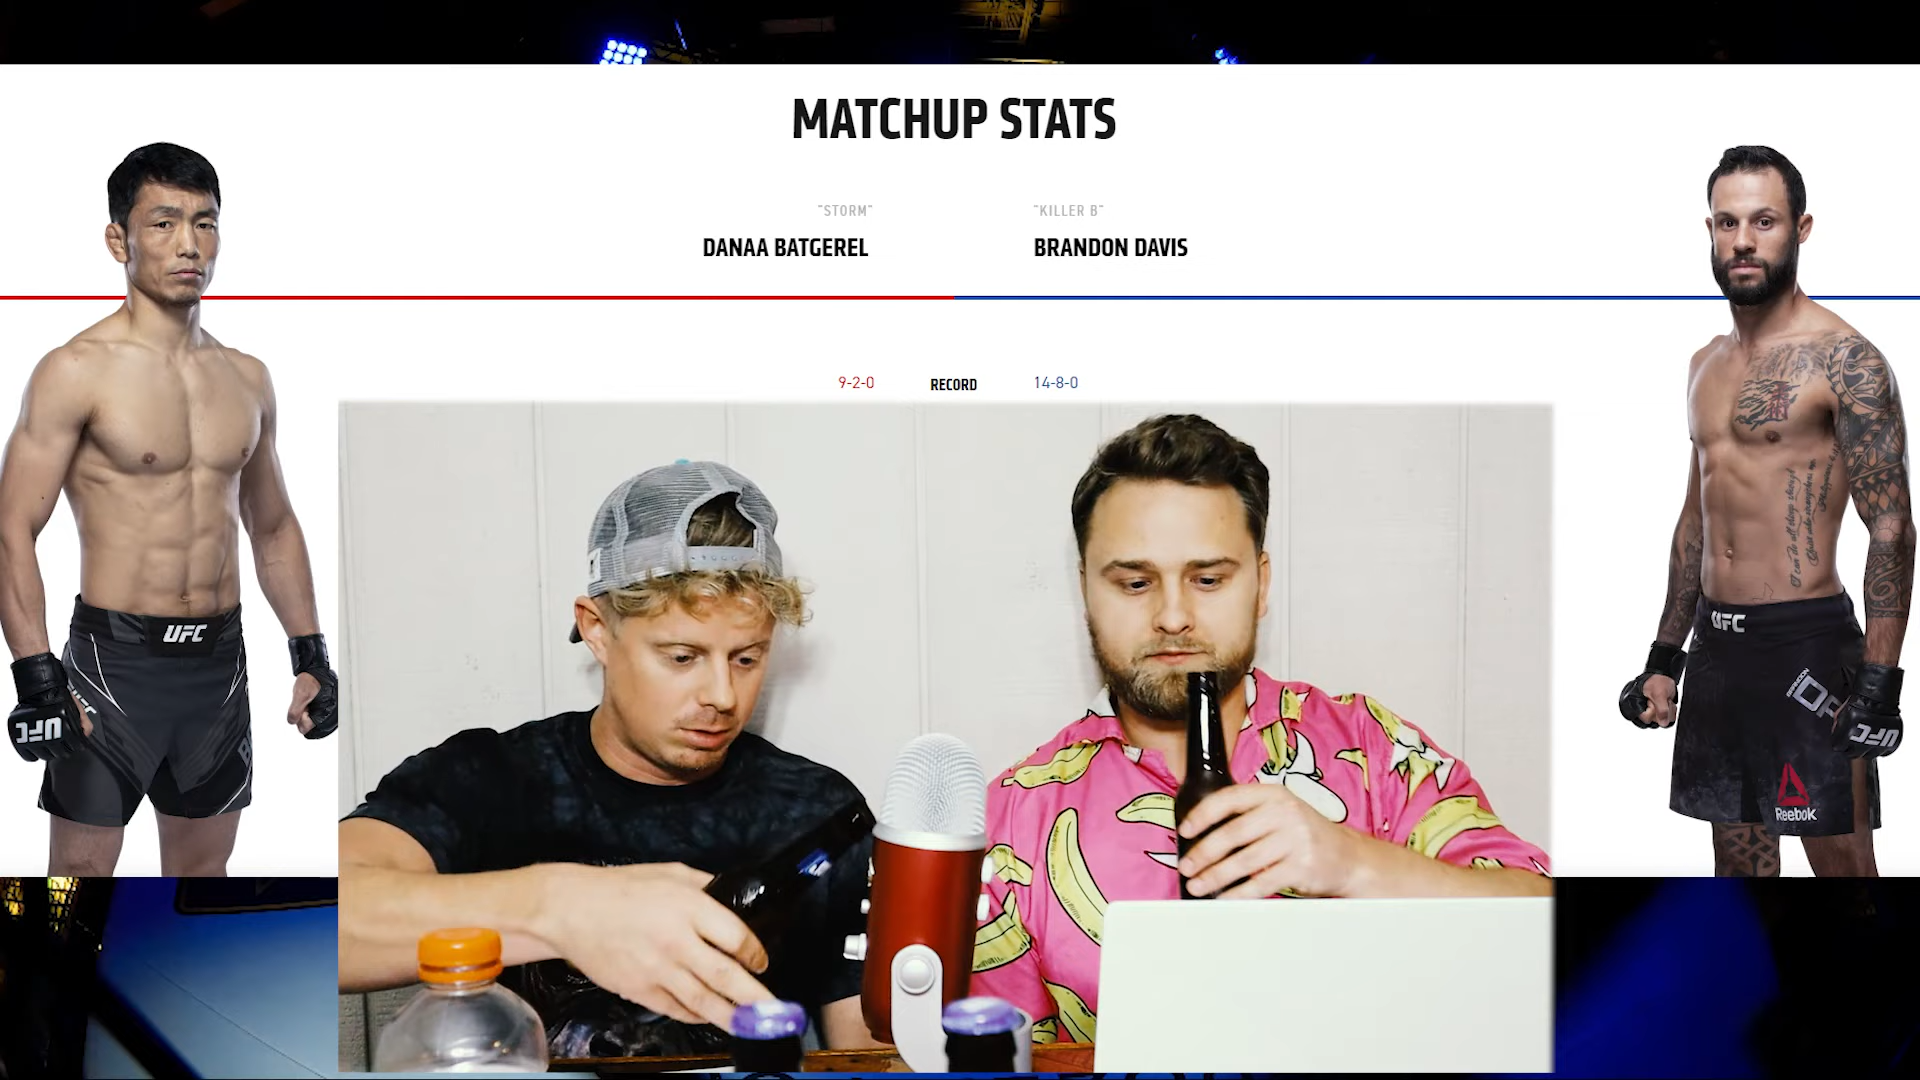 MATCHUP STATS
"STORM"
"KILLER B"
DANAA BATGEREL
BRANDON DAVIS
9-2-0
RECORD
14-8-0
UFC
UFC
UFC
UFC
Reebok